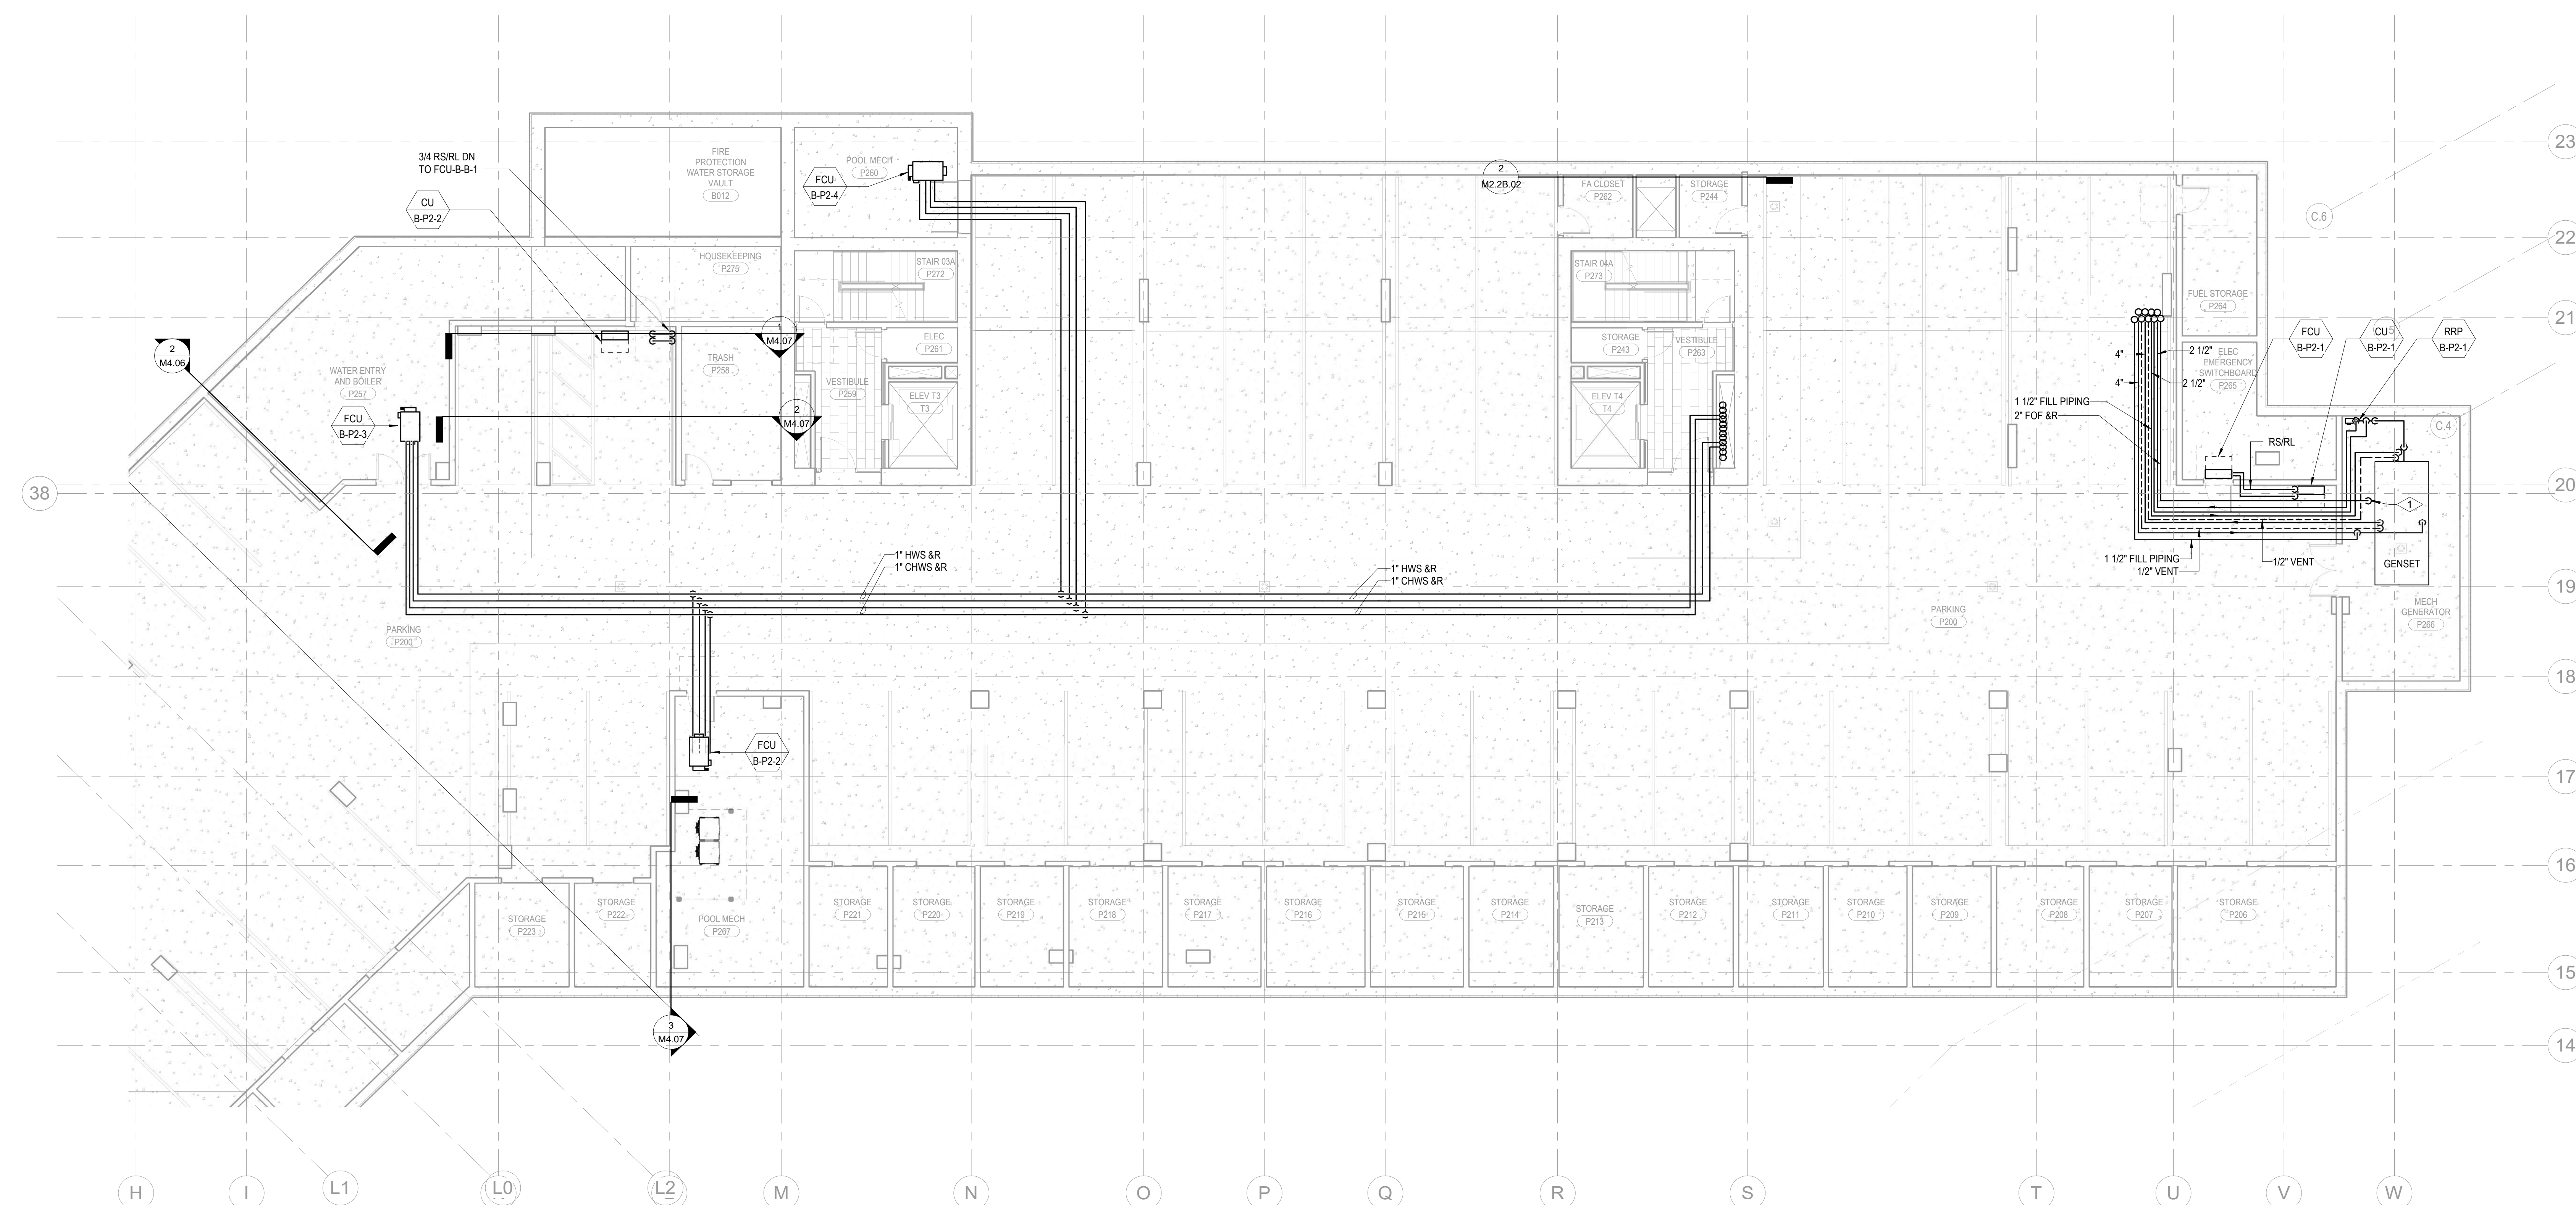 23
C.6
22
21
5
C.4
38
20
19
18
17
16
15
14
H
I
L1
L0
L2
M
N
O
P
Q
R
S
T
U
V
W
3/4 RS/RL DN
TO FCU-B-B-1
CU
B-P2-2
FIRE
PROTECTION
WATER STORAGE
VAULT
B012
POOL MECH
P260
FCU
B-P2-4
2
M2.2B.02
FA CLOSET
P262
STORAGE
P244
HOUSEKEEPING
P275
STAIR 03A
P272
STAIR 04A
P273
FUEL STORAGE
P264
2
M4.06
WATER ENTRY
AND BOILER
P257
FCU
B-P2-3
1
M4.07
TRASH
P258
2
M4.07
VESTIBULE
P259
ELEC
P261
ELEV T3
T3
STORAGE
P243
VESTIBULE
P263
ELEV T4
T4
4"
4"
2 1/2"
2 1/2"
1 1/2" FILL PIPING
2" FOF &R
ELEC
EMERGENCY
SWITCHBOARD
P265
FCU
B-P2-1
CU
B-P2-1
RRP
B-P2-1
RS/RL
1
GENSET
1 1/2" FILL PIPING
1/2" VENT
1/2" VENT
MECH
GENERATOR
P266
1" HWS &R
1" CHWS &R
1" HWS &R
1" CHWS &R
PARKING
P200
PARKING
P200
FCU
B-P2-2
STORAGE
P223
STORAGE
P222
POOL MECH
P267
STORAGE
P221
STORAGE
P220
STORAGE
P219
STORAGE
P218
STORAGE
P217
STORAGE
P216
STORAGE
P215
STORAGE
P214
STORAGE
P213
STORAGE
P212
STORAGE
P211
STORAGE
P210
STORAGE
P209
STORAGE
P208
STORAGE
P207
STORAGE
P206
3
M4.07